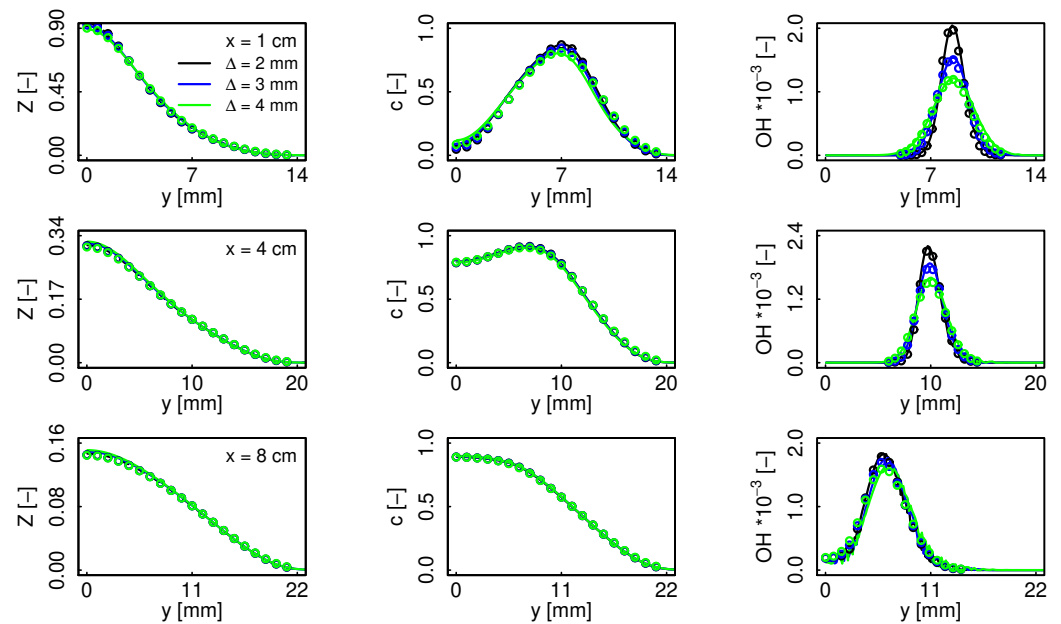 0.00 0.45 0.90
Z [−]
x = 1 cm
Δ = 2 mm
Δ = 3 mm
Δ = 4 mm
0 7 14
y [mm]
0.0 0.5 1.0
c [−]
0 7 14
y [mm]
0.0 1.0 2.0
OH *10⁻³ [−]
0 7 14
y [mm]
0.00 0.17 0.34
Z [−]
x = 4 cm
0 10 20
y [mm]
0.0 0.5 1.0
c [−]
0 10 20
y [mm]
0.0 1.2 2.4
OH *10⁻³ [−]
0 10 20
y [mm]
0.00 0.08 0.16
Z [−]
x = 8 cm
0 11 22
y [mm]
0.0 0.5 1.0
c [−]
0 11 22
y [mm]
0.0 1.0 2.0
OH *10⁻³ [−]
0 11 22
y [mm]